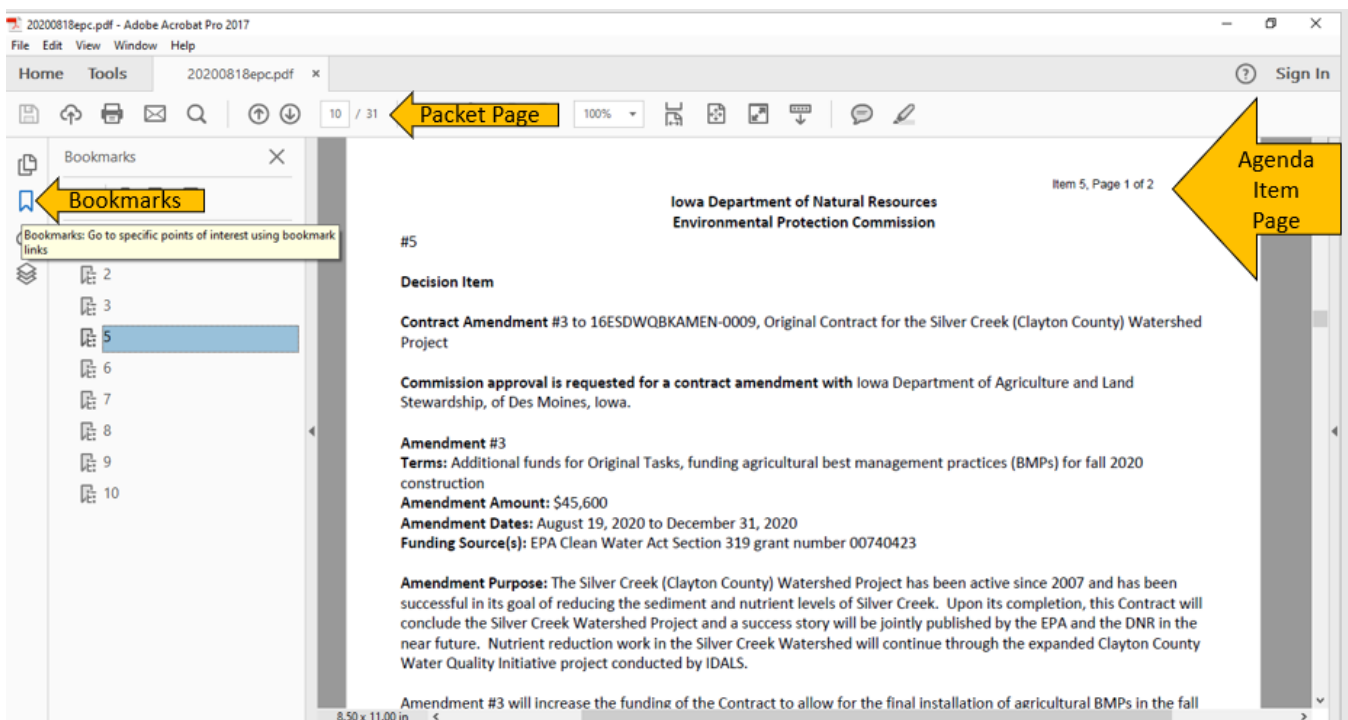 20200818epc.pdf - Adobe Acrobat Pro 2017
File Edit View Window Help
Home Tools 20200818epc.pdf × Sign In
10 / 31 Packet Page 100%
Bookmarks
Bookmarks
Bookmarks: Go to specific points of interest using bookmark
links
2
3
5
6
7
8
9
10
Agenda
Item
Page
Item 5, Page 1 of 2
Iowa Department of Natural Resources
Environmental Protection Commission
#5
Decision Item
Contract Amendment #3 to 16ESDWQBKAMEN-0009, Original Contract for the Silver Creek (Clayton County) Watershed
Project
Commission approval is requested for a contract amendment with Iowa Department of Agriculture and Land
Stewardship, of Des Moines, Iowa.
Amendment #3
Terms: Additional funds for Original Tasks, funding agricultural best management practices (BMPs) for fall 2020
construction
Amendment Amount: $45,600
Amendment Dates: August 19, 2020 to December 31, 2020
Funding Source(s): EPA Clean Water Act Section 319 grant number 00740423
Amendment Purpose: The Silver Creek (Clayton County) Watershed Project has been active since 2007 and has been
successful in its goal of reducing the sediment and nutrient levels of Silver Creek. Upon its completion, this Contract will
conclude the Silver Creek Watershed Project and a success story will be jointly published by the EPA and the DNR in the
near future. Nutrient reduction work in the Silver Creek Watershed will continue through the expanded Clayton County
Water Quality Initiative project conducted by IDALS.
Amendment #3 will increase the funding of the Contract to allow for the final installation of agricultural BMPs in the fall
8.50 x 11.00 in